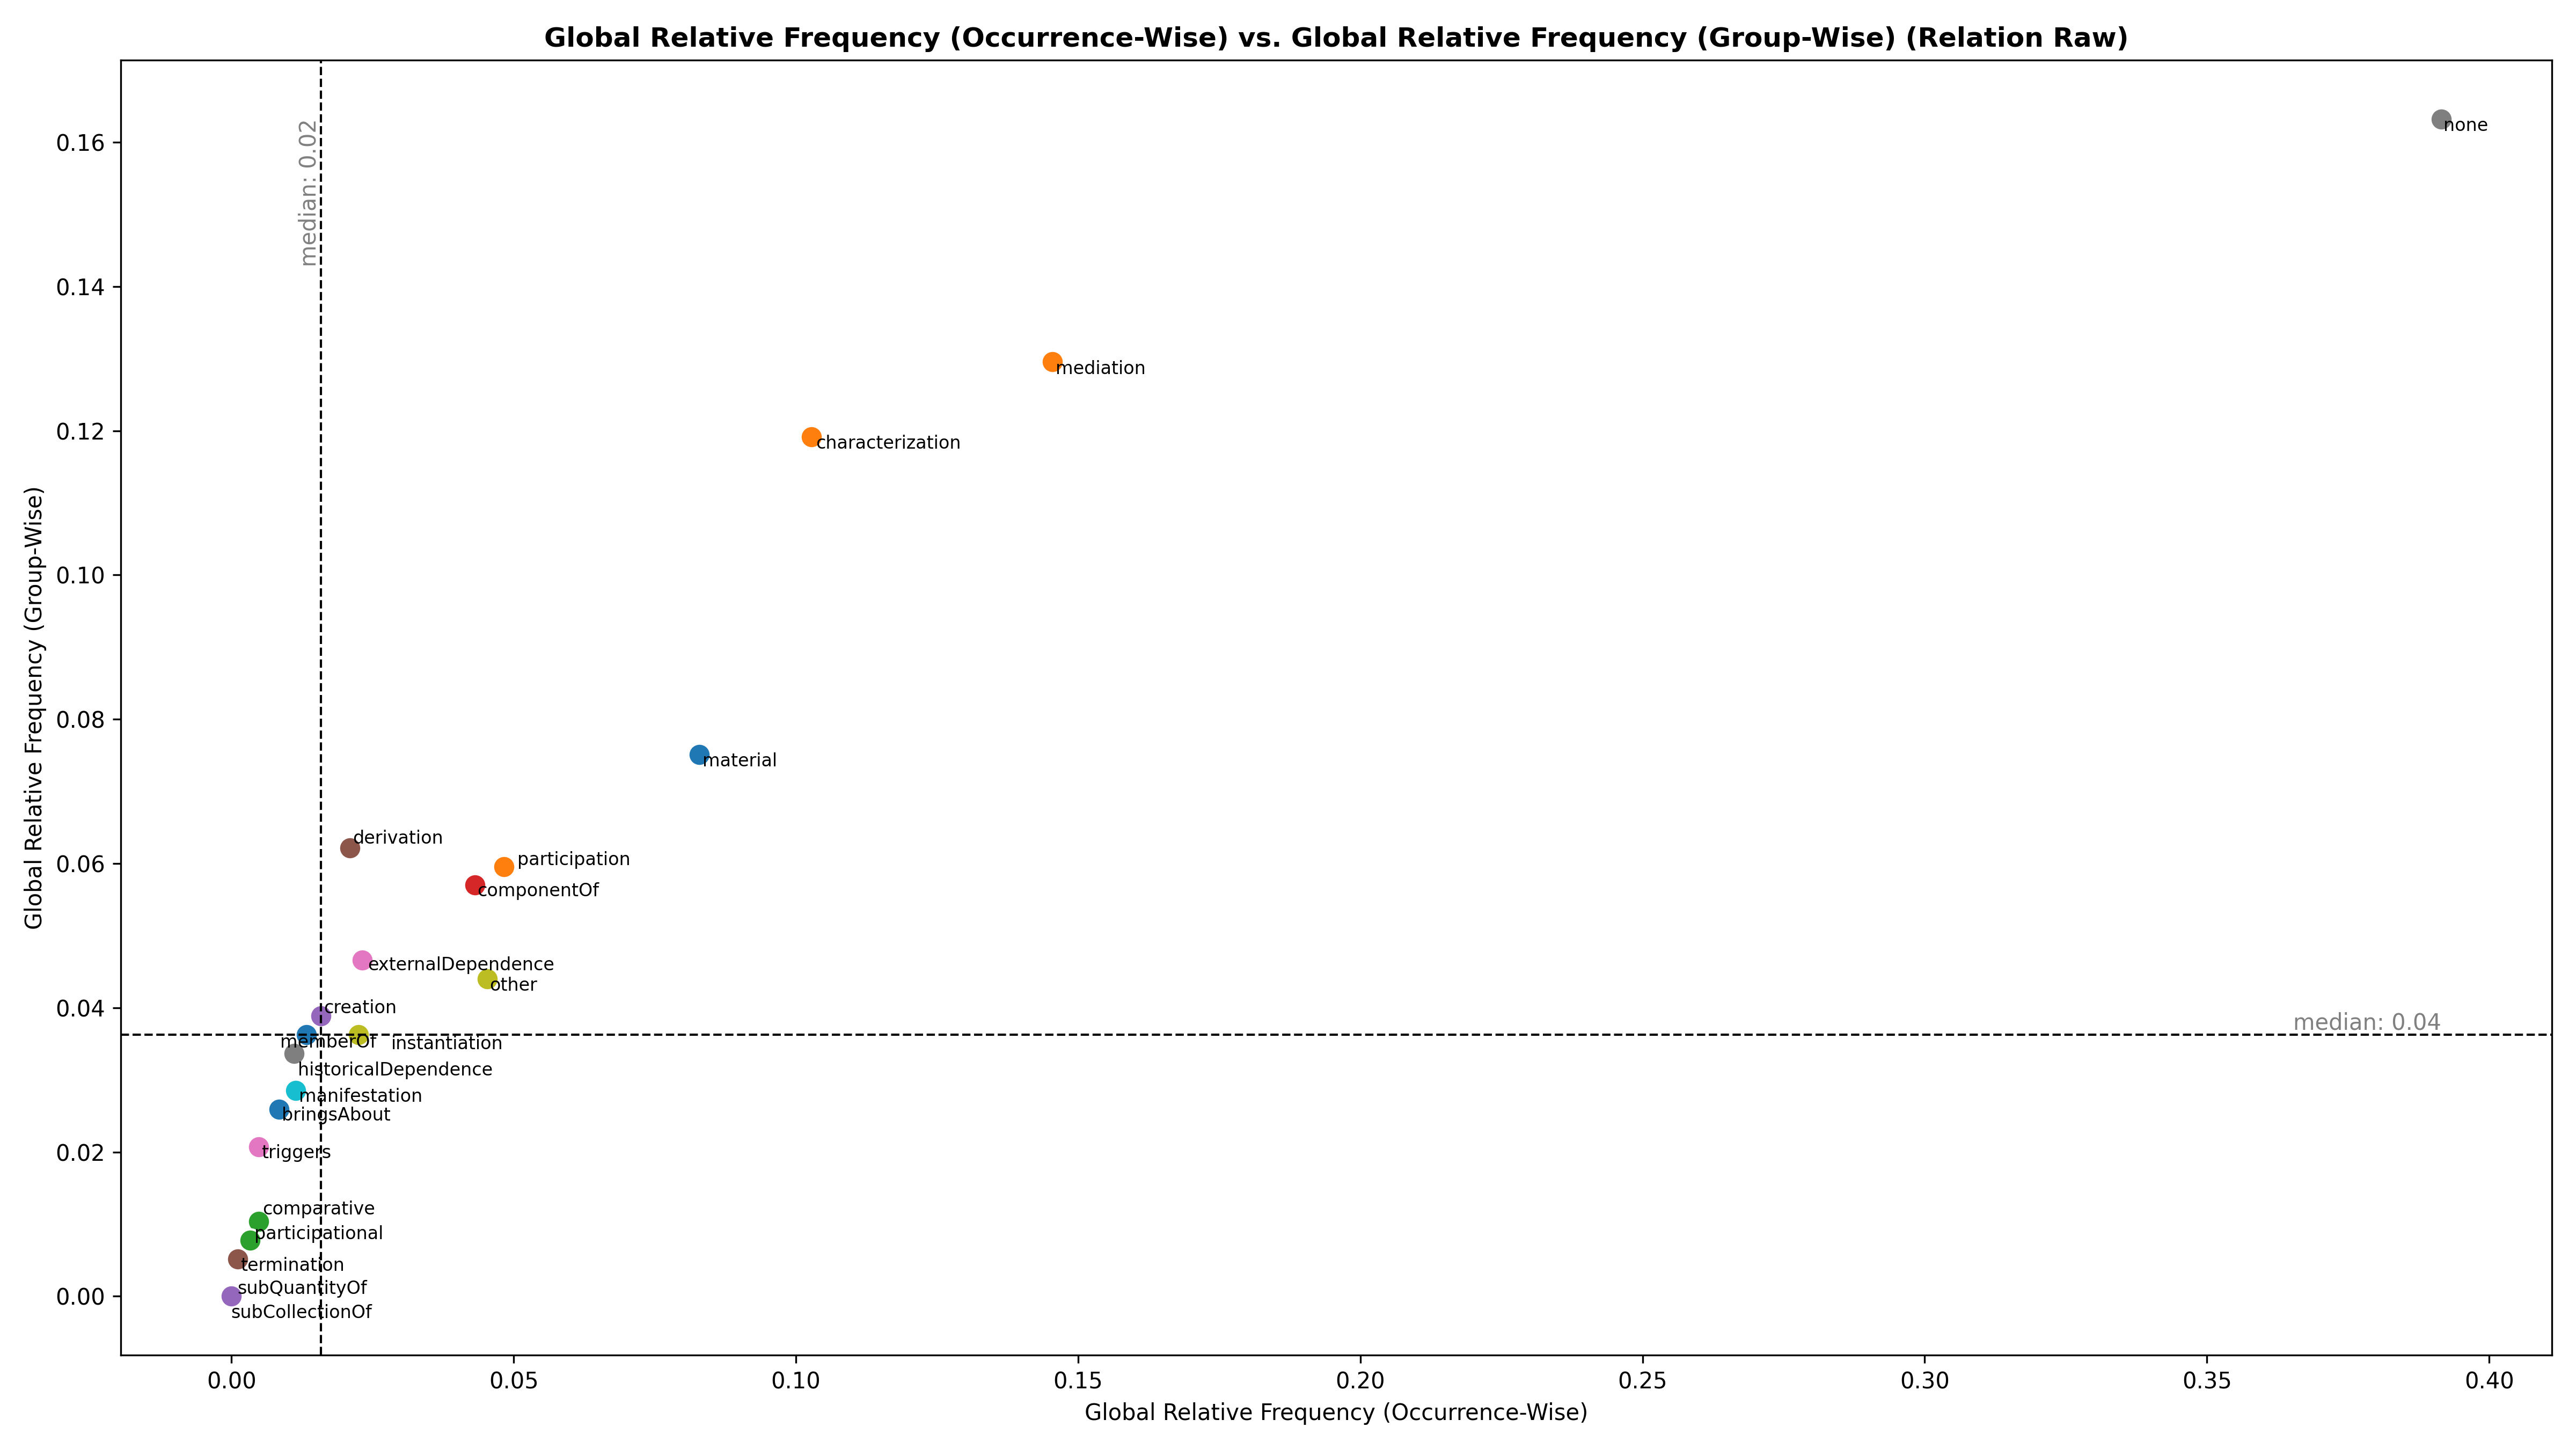 Global Relative Frequency (Occurrence-Wise) vs. Global Relative Frequency (Group-Wise) (Relation Raw)
median: 0.02
0.16
none
0.14
mediation
0.12
characterization
0.10
0.08
material
derivation
participation
0.06
componentOf
externalDependence
other
0.04
creation
median: 0.04
memberOf
instantiation
historicalDependence
manifestation
bringsAbout
0.02
triggers
comparative
participational
termination
subQuantityOf
0.00
subCollectionOf
0.00
0.05
0.10
0.15
0.20
0.25
0.30
0.35
0.40
Global Relative Frequency (Occurrence-Wise)
Global Relative Frequency (Group-Wise)